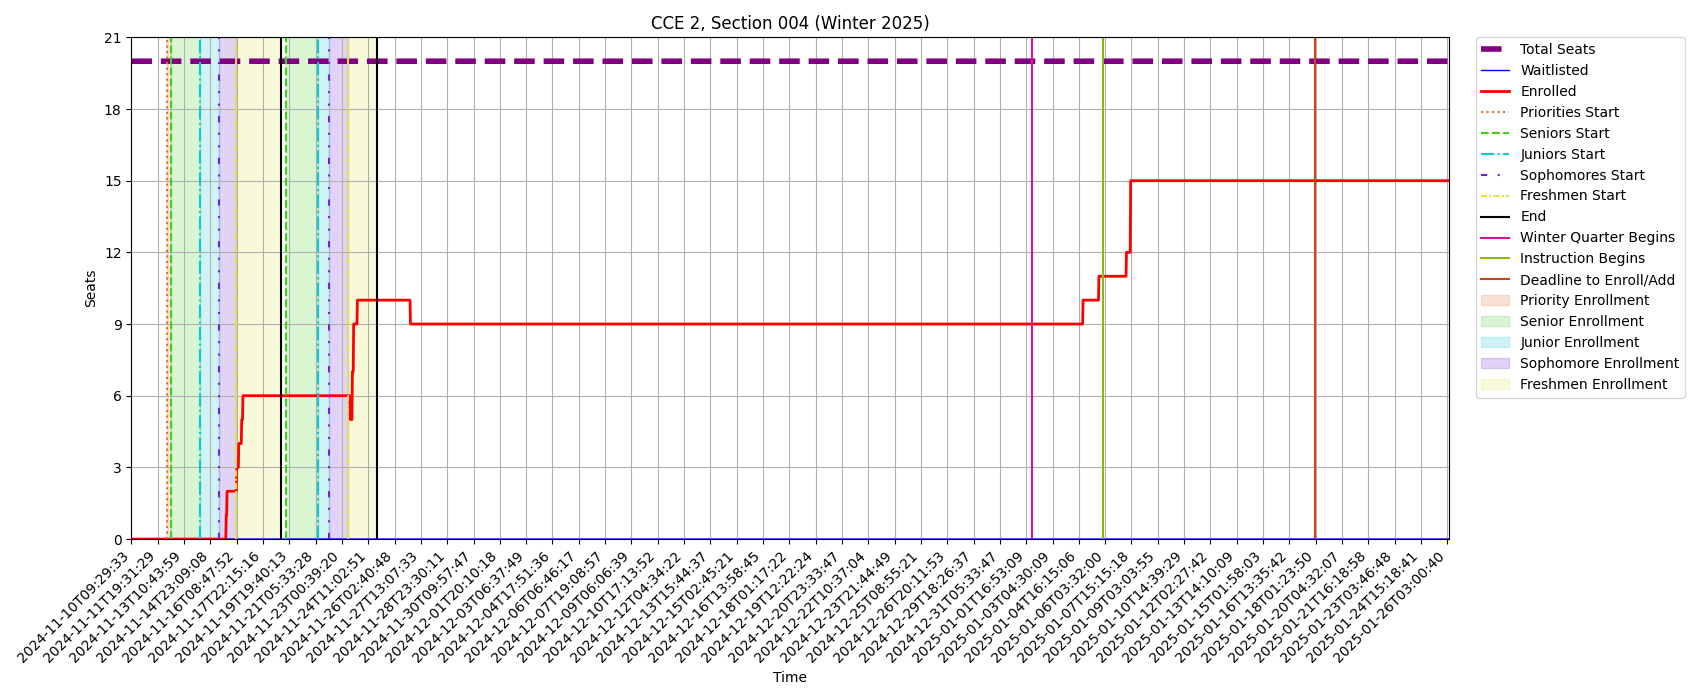 CCE 2, Section 004 (Winter 2025)
Seats
21
18
15
12
9
6
3
0
2024-11-10T09:29:33
2024-11-11T19:31:29
2024-11-13T10:43:59
2024-11-14T23:09:08
2024-11-16T08:47:52
2024-11-17T22:15:16
2024-11-19T19:40:13
2024-11-21T05:33:28
2024-11-23T00:39:20
2024-11-24T11:02:51
2024-11-26T02:40:48
2024-11-27T13:07:33
2024-11-28T23:30:11
2024-11-30T09:57:47
2024-12-01T20:10:18
2024-12-03T06:37:49
2024-12-04T17:51:36
2024-12-06T06:46:17
2024-12-07T19:08:57
2024-12-09T06:06:39
2024-12-10T17:13:52
2024-12-12T04:34:22
2024-12-13T15:44:37
2024-12-15T02:45:21
2024-12-16T13:58:45
2024-12-18T01:17:22
2024-12-19T12:22:24
2024-12-20T23:33:47
2024-12-22T10:37:04
2024-12-23T21:44:49
2024-12-25T08:55:21
2024-12-26T20:11:53
2024-12-29T18:26:37
2024-12-31T05:33:47
2025-01-01T16:53:09
2025-01-03T04:30:09
2025-01-04T16:15:06
2025-01-06T03:32:00
2025-01-07T15:15:18
2025-01-09T03:03:55
2025-01-10T14:39:29
2025-01-12T02:27:42
2025-01-13T14:10:09
2025-01-15T01:58:03
2025-01-16T13:35:42
2025-01-18T01:23:50
2025-01-20T04:32:07
2025-01-21T16:18:58
2025-01-23T03:46:48
2025-01-24T15:18:41
2025-01-26T03:00:40
Time
Total Seats
Waitlisted
Enrolled
Priorities Start
Seniors Start
Juniors Start
Sophomores Start
Freshmen Start
End
Winter Quarter Begins
Instruction Begins
Deadline to Enroll/Add
Priority Enrollment
Senior Enrollment
Junior Enrollment
Sophomore Enrollment
Freshmen Enrollment